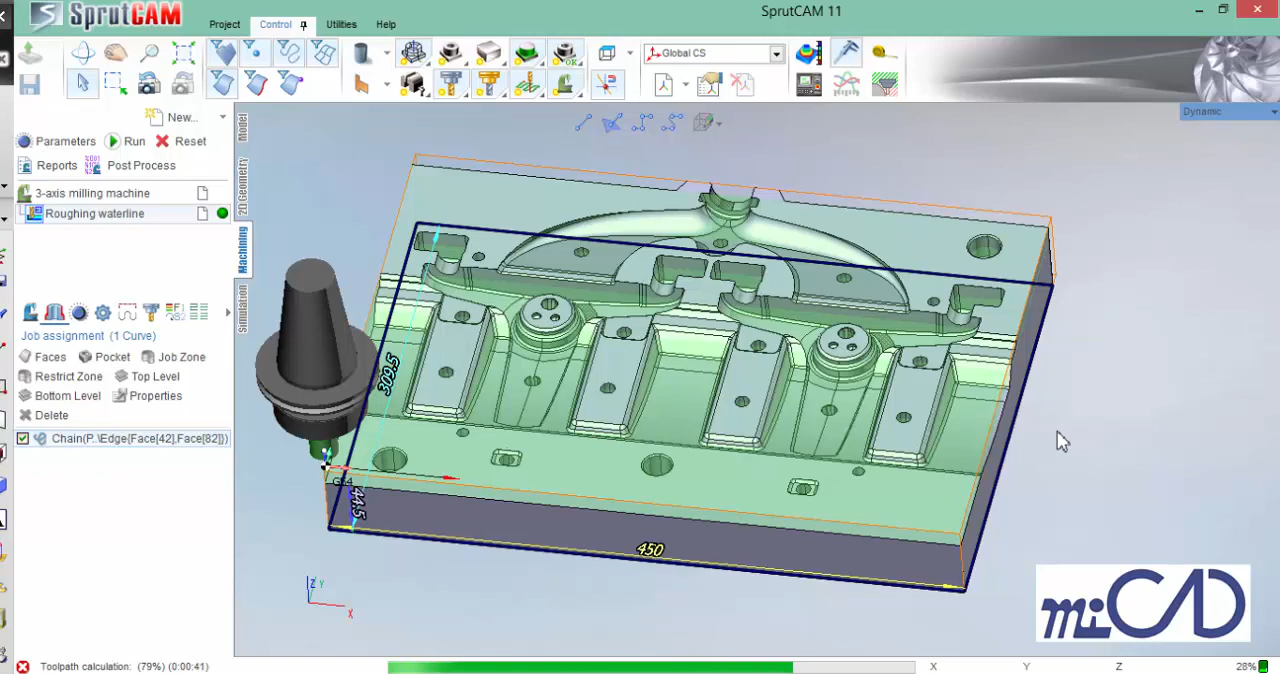 SprutCAM
SprutCAM 11
Project
Control
Utilities
Help
Global CS
Dynamic
New...
Parameters
Run
Reset
Reports
Post Process
3-axis milling machine
Roughing waterline
Model
2D Geometry
Machining
Simulation
Job assignment (1 Curve)
Faces
Pocket
Job Zone
Restrict Zone
Top Level
Bottom Level
Properties
Delete
Chain(P..\Edge{Face[42],Face[82]})
309.5
G54
44.5
450
Z
Y
X
miCAD
Toolpath calculation: (79%) (0:00:41)
X
Y
Z
28%